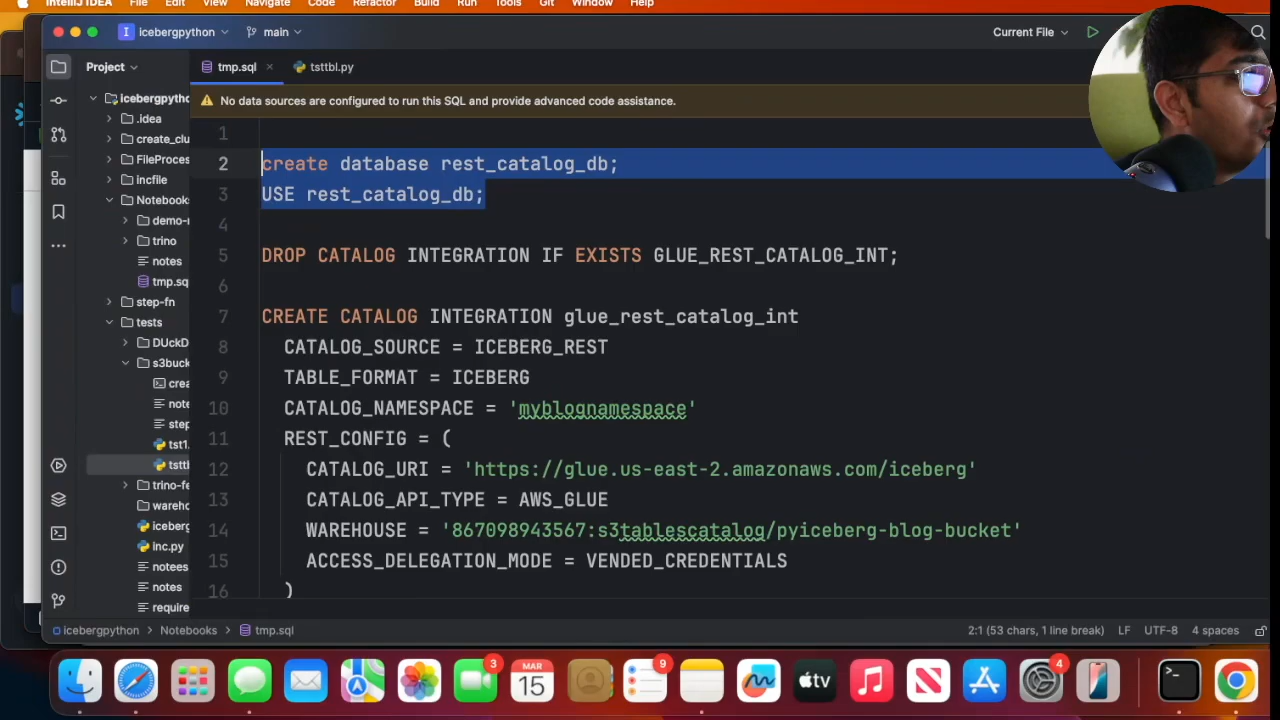 IntelliJ IDEA File Edit View Navigate Code Refactor Build Run Tools Git Window Help
I icebergpython main Current File
Project tmp.sql tsttbl.py
No data sources are configured to run this SQL and provide advanced code assistance.
icebergpytho
.idea
create_clu
FileProces
incfile
Notebooks
demo-r
trino
notes
tmp.sq
step-fn
tests
DUckD
s3buck
crea
note
step
tst1.
tsttb
trino-fe
wareho
iceberg
inc.py
notees
notes
require
1
2 create database rest_catalog_db;
3 USE rest_catalog_db;
4
5 DROP CATALOG INTEGRATION IF EXISTS GLUE_REST_CATALOG_INT;
6
7 CREATE CATALOG INTEGRATION glue_rest_catalog_int
8 CATALOG_SOURCE = ICEBERG_REST
9 TABLE_FORMAT = ICEBERG
10 CATALOG_NAMESPACE = 'myblognamespace'
11 REST_CONFIG = (
12 CATALOG_URI = 'https://glue.us-east-2.amazonaws.com/iceberg'
13 CATALOG_API_TYPE = AWS_GLUE
14 WAREHOUSE = '867098943567:s3tablescatalog/pyiceberg-blog-bucket'
15 ACCESS_DELEGATION_MODE = VENDED_CREDENTIALS
16 )
icebergpython > Notebooks > tmp.sql 2:1 (53 chars, 1 line break) LF UTF-8 4 spaces
3 MAR 15 9 tv 4